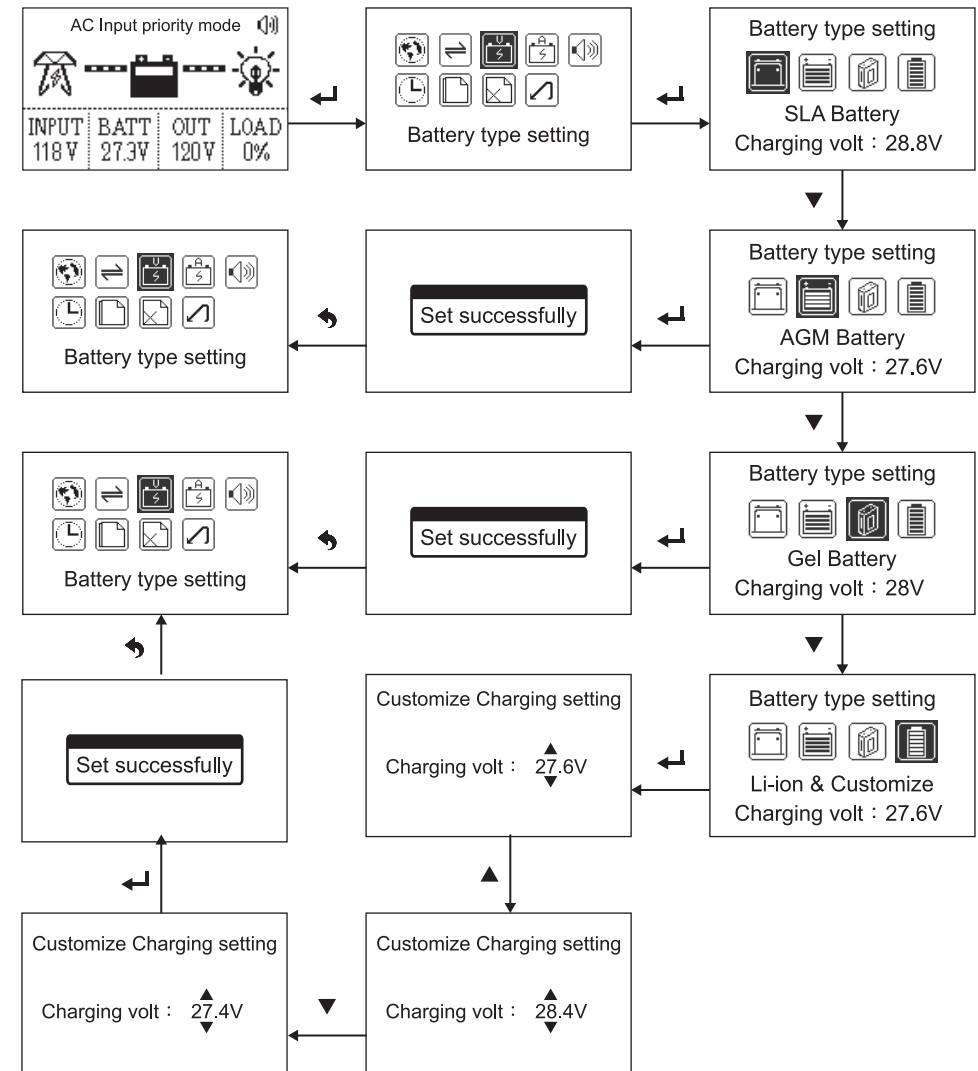 AC Input priority mode
INPUT BATT OUT LOAD
118V 27.3V 120V 0%
Battery type setting
Battery type setting
SLA Battery
Charging volt：28.8V
Battery type setting
Set successfully
Battery type setting
AGM Battery
Charging volt：27.6V
Battery type setting
Set successfully
Battery type setting
Gel Battery
Charging volt：28V
Set successfully
Customize Charging setting
Charging volt： 27.6V
Battery type setting
Li-ion & Customize
Charging volt：27.6V
Customize Charging setting
Charging volt： 27.4V
Customize Charging setting
Charging volt： 28.4V